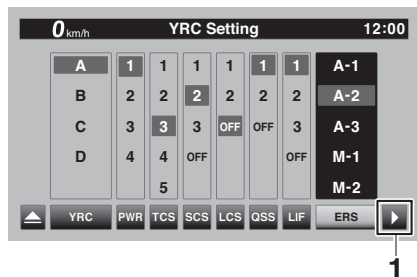 0 km/h YRC Setting 12:00
A 1 1 1 1 1 1 A-1
B 2 2 2 2 2 2 A-2
C 3 3 3 OFF OFF 3 A-3
D 4 4 OFF OFF M-1
5 M-2
YRC PWR TCS SCS LCS QSS LIF ERS
1